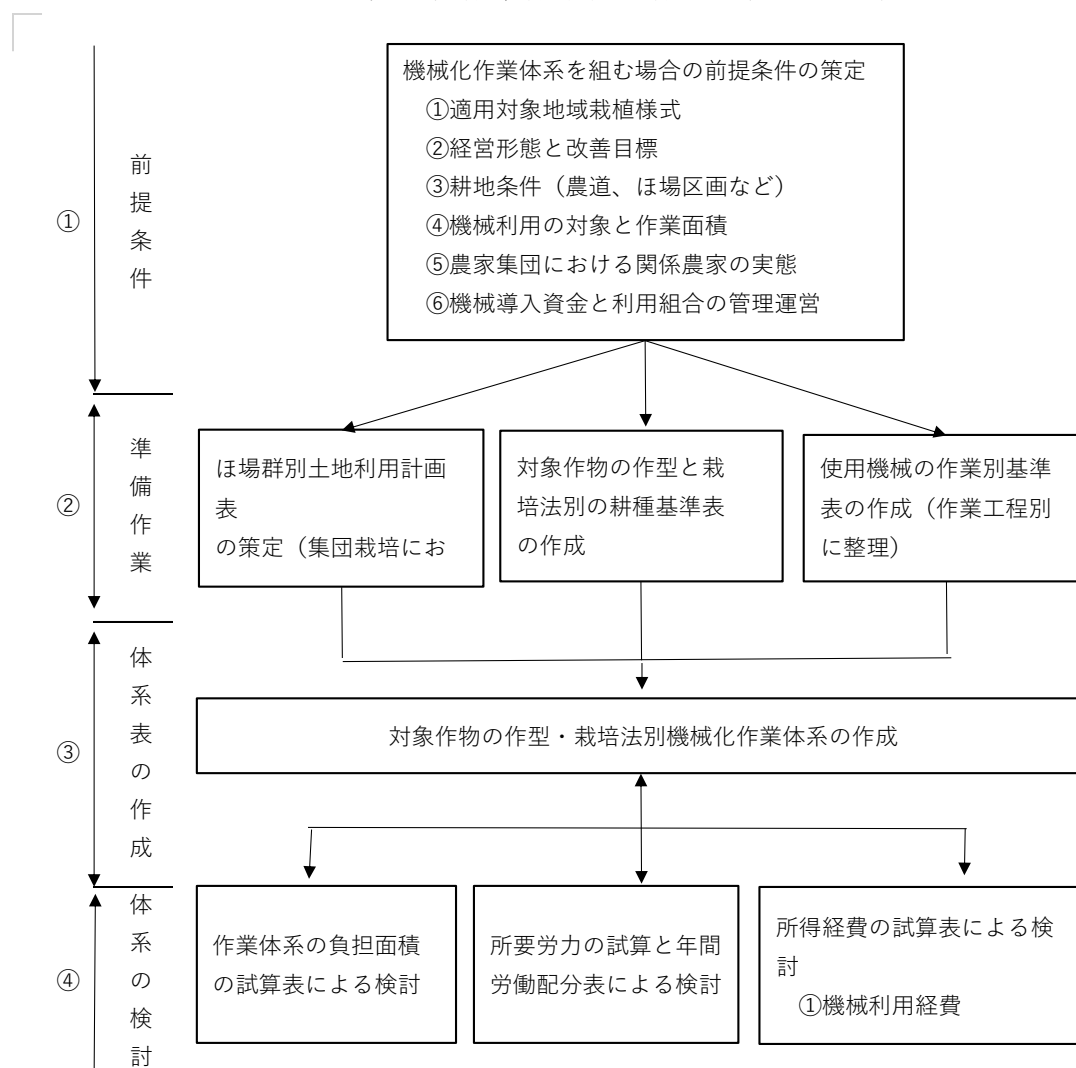 機械化作業体系を組む場合の前提条件の策定
①適用対象地域栽植様式
②経営形態と改善目標
③耕地条件（農道、ほ場区画など）
④機械利用の対象と作業面積
⑤農家集団における関係農家の実態
⑥機械導入資金と利用組合の管理運営
①
前提条件
②
準備作業
ほ場群別土地利用計画
表
の策定（集団栽培にお
対象作物の作型と栽
培法別の耕種基準表
の作成
使用機械の作業別基準
表の作成（作業工程別
に整理）
③
体系表の作成
対象作物の作型・栽培法別機械化作業体系の作成
④
体系の検討
作業体系の負担面積
の試算表による検討
所要労力の試算と年間
労働配分表による検討
所得経費の試算表による検
討
①機械利用経費